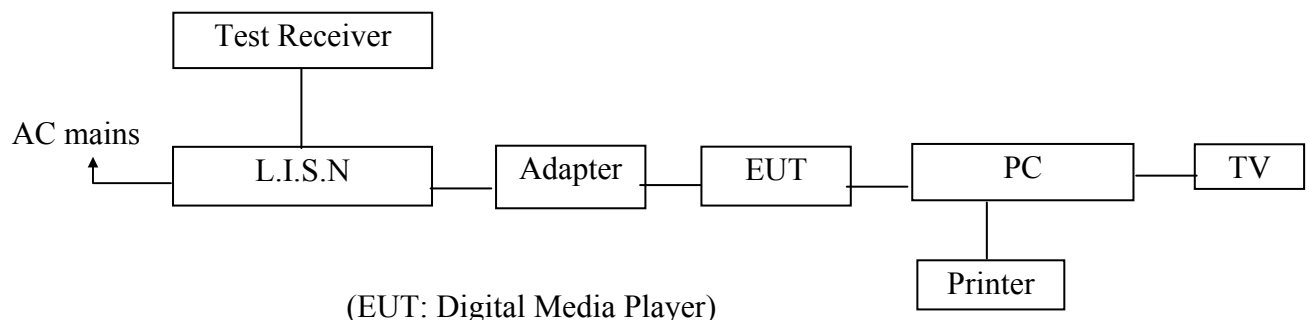 Test Receiver
AC mains
L.I.S.N
Adapter
EUT
PC
TV
Printer
(EUT: Digital Media Player)